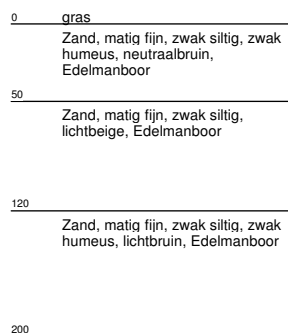 0 gras
Zand, matig fijn, zwak siltig, zwak
humeus, neutraalbruin,
Edelmanboor
50
Zand, matig fijn, zwak siltig,
lichtbeige, Edelmanboor
120
Zand, matig fijn, zwak siltig, zwak
humeus, lichtbruin, Edelmanboor
200